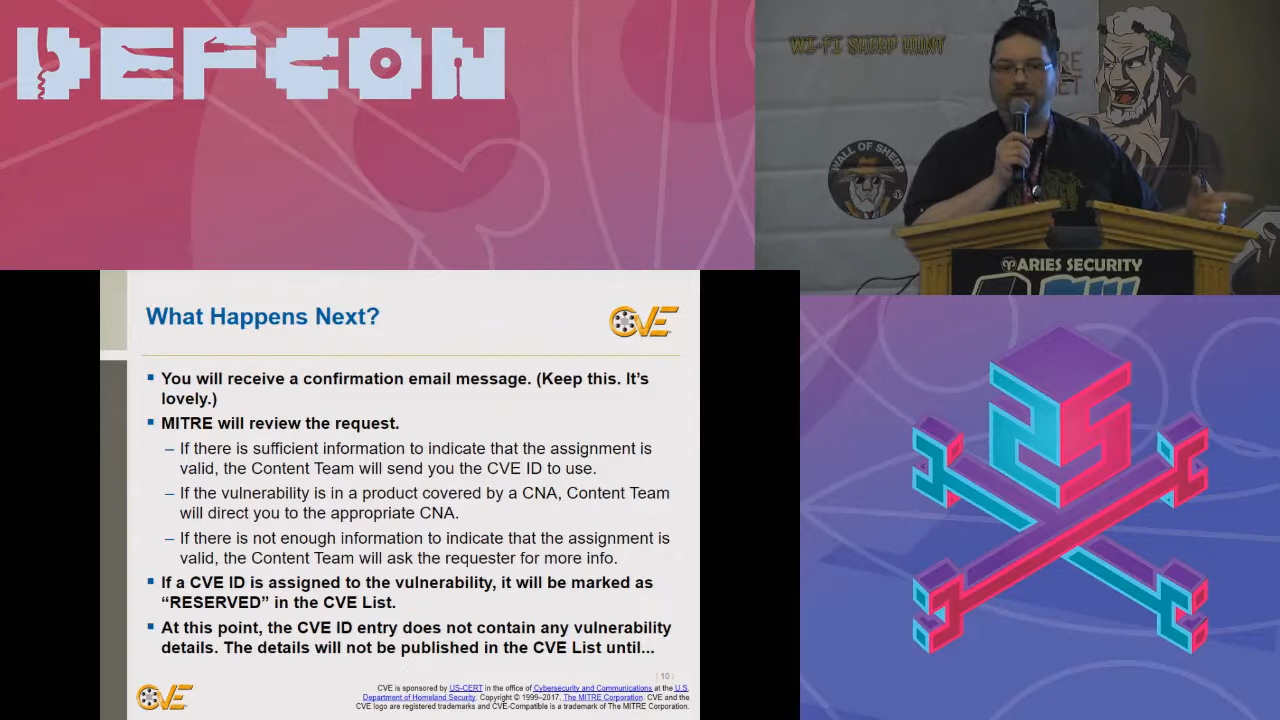 DEFCON
WI-FI SHEEP HUNT
WALL OF SHEEP
ARIES SECURITY
What Happens Next?
CVE
▪ You will receive a confirmation email message. (Keep this. It's
lovely.)
▪ MITRE will review the request.
– If there is sufficient information to indicate that the assignment is
valid, the Content Team will send you the CVE ID to use.
– If the vulnerability is in a product covered by a CNA, Content Team
will direct you to the appropriate CNA.
– If there is not enough information to indicate that the assignment is
valid, the Content Team will ask the requester for more info.
▪ If a CVE ID is assigned to the vulnerability, it will be marked as
“RESERVED” in the CVE List.
▪ At this point, the CVE ID entry does not contain any vulnerability
details. The details will not be published in the CVE List until...
| 10 |
CVE
CVE is sponsored by US-CERT in the office of Cybersecurity and Communications at the U.S.
Department of Homeland Security. Copyright © 1999–2017, The MITRE Corporation. CVE and the
CVE logo are registered trademarks and CVE-Compatible is a trademark of The MITRE Corporation.
25